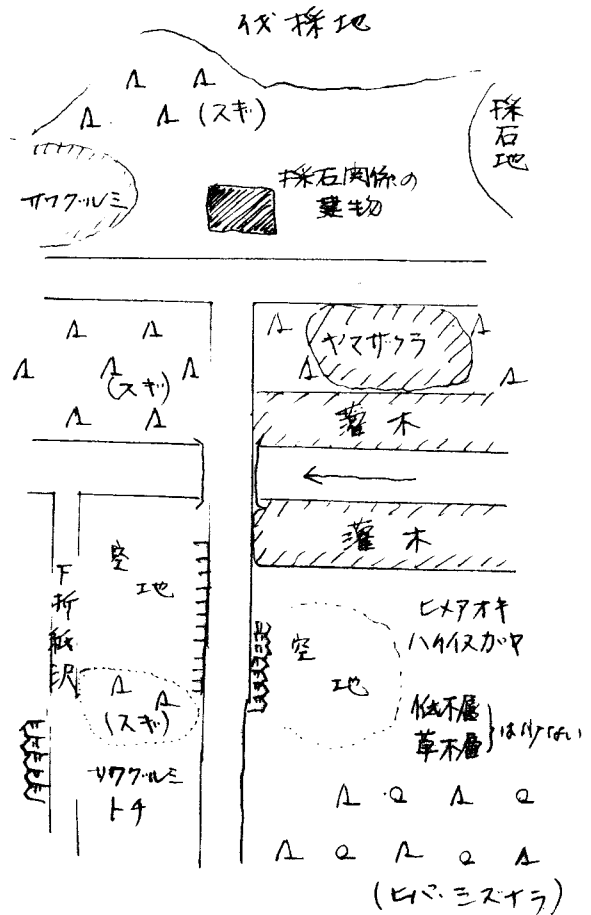 伐採地
(スギ)
採石地
サワグルミ
採石関係の
建物
ヤマザクラ
(スギ)
灌木
灌木
空地
下折紙沢
ヒメアオキ
ハイイヌガヤ
空地
(スギ)
低木層
草木層
は少ない
サワグルミ
トチ
(ヒバ・ミズナラ)